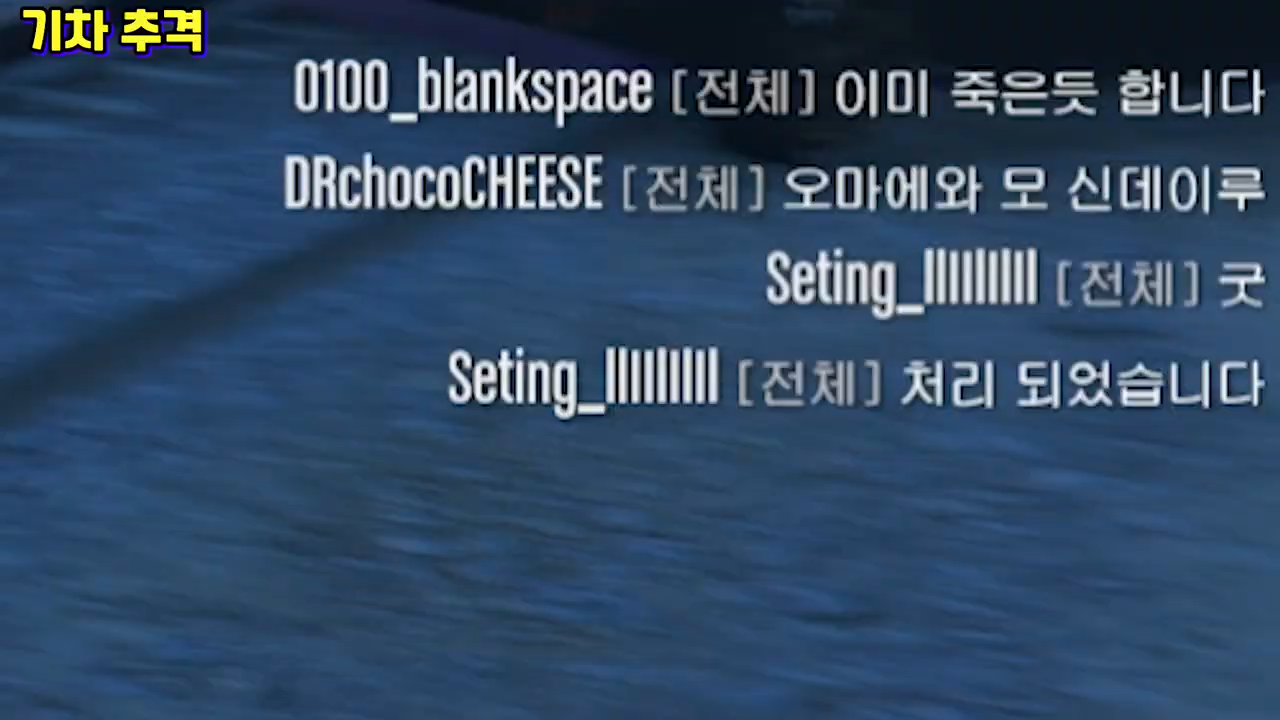 기차 추격
0100_blankspace [전체] 이미 죽은듯 합니다
DRchocoCHEESE [전체] 오마에와 모 신데이루
Seting_lllllllll [전체] 굿
Seting_lllllllll [전체] 처리 되었습니다